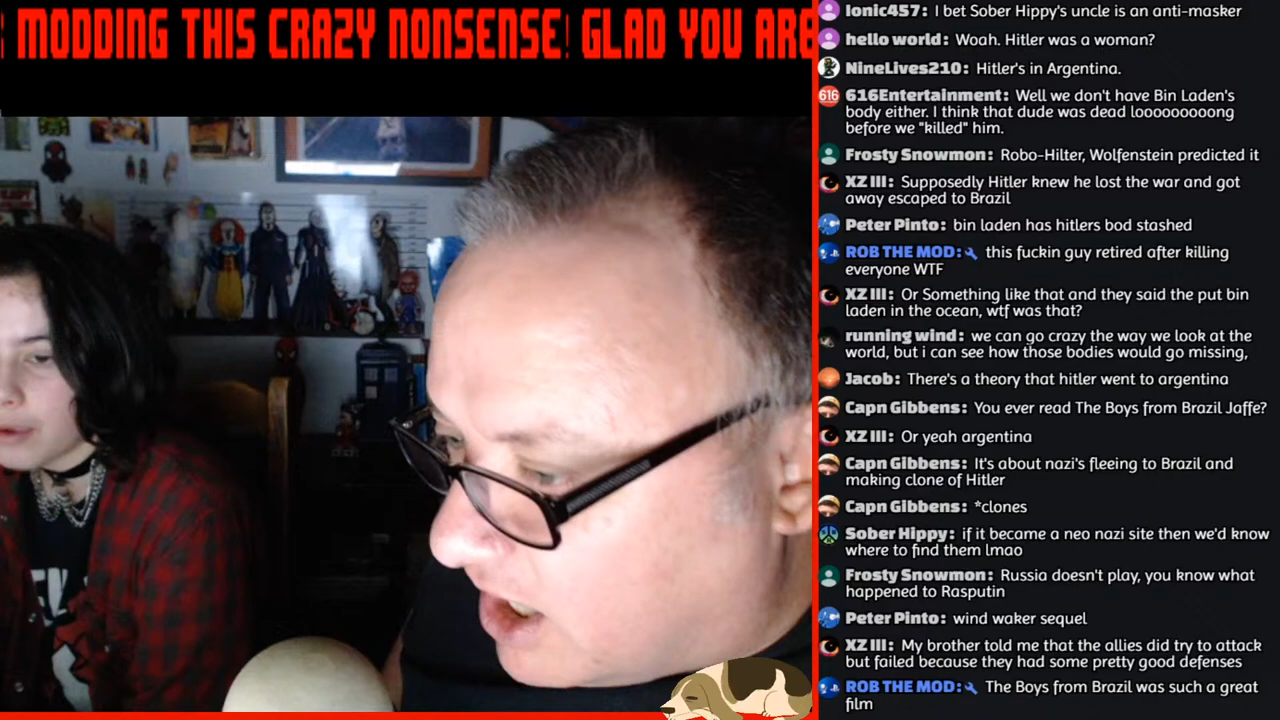 MODDING THIS CRAZY NONSENSE! GLAD YOU ARE
Ionic457: I bet Sober Hippy's uncle is an anti-masker
hello world: Woah. Hitler was a woman?
NineLives210: Hitler's in Argentina.
616
616Entertainment: Well we don't have Bin Laden's
body either. I think that dude was dead looooooooong
before we "killed" him.
Frosty Snowmon: Robo-Hilter, Wolfenstein predicted it
XZ III: Supposedly Hitler knew he lost the war and got
away escaped to Brazil
Peter Pinto: bin laden has hitlers bod stashed
ROB THE MOD: this fuckin guy retired after killing
everyone WTF
XZ III: Or Something like that and they said the put bin
laden in the ocean, wtf was that?
running wind: we can go crazy the way we look at the
world, but i can see how those bodies would go missing,
Jacob: There's a theory that hitler went to argentina
Capn Gibbens: You ever read The Boys from Brazil Jaffe?
XZ III: Or yeah argentina
Capn Gibbens: It's about nazi's fleeing to Brazil and
making clone of Hitler
Capn Gibbens: *clones
Sober Hippy: if it became a neo nazi site then we'd know
where to find them lmao
Frosty Snowmon: Russia doesn't play, you know what
happened to Rasputin
Peter Pinto: wind waker sequel
XZ III: My brother told me that the allies did try to attack
but failed because they had some pretty good defenses
ROB THE MOD: The Boys from Brazil was such a great
film